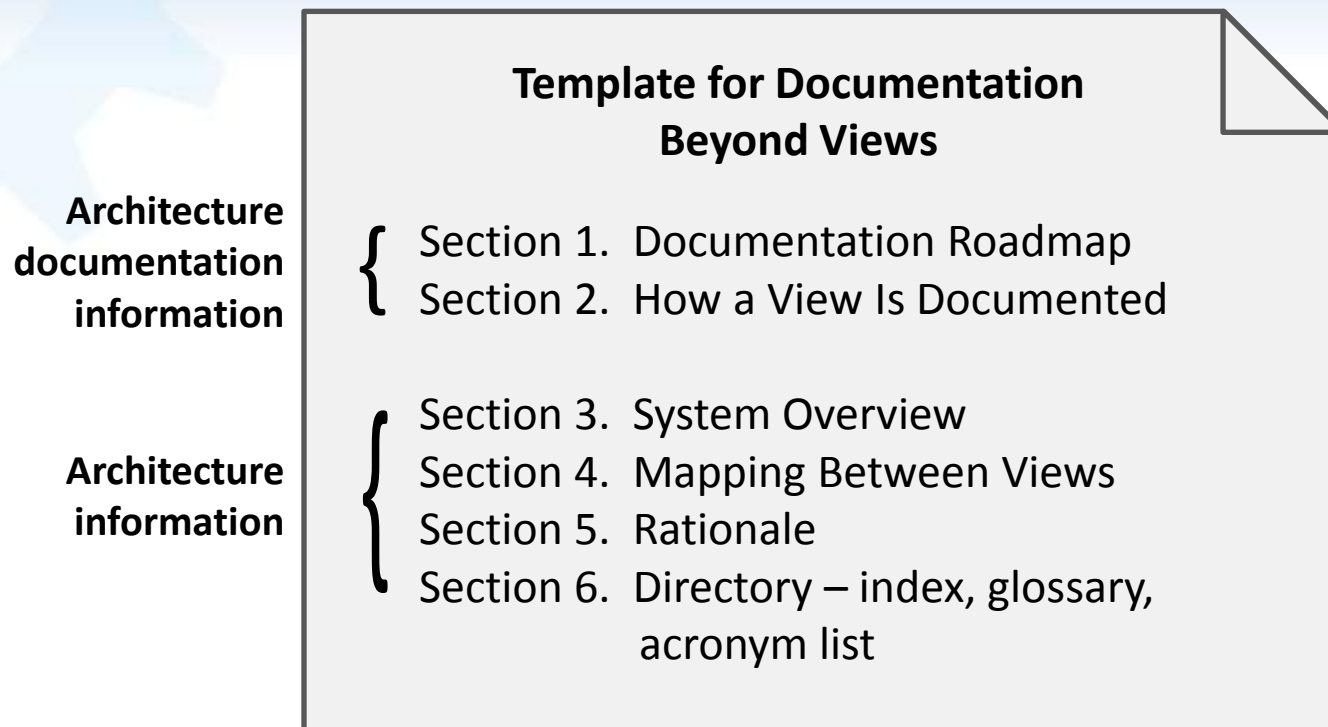 Template for Documentation
Beyond Views
Architecture
documentation
information
{ Section 1. Documentation Roadmap
Section 2. How a View Is Documented
Architecture
information
{ Section 3. System Overview
Section 4. Mapping Between Views
Section 5. Rationale
Section 6. Directory – index, glossary,
acronym list